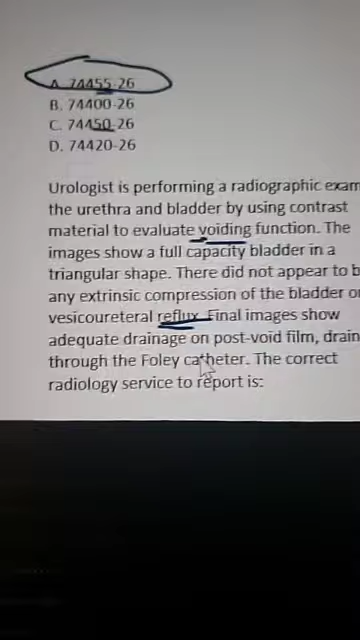 A. 74455-26
B. 74400-26
C. 74450-26
D. 74420-26
Urologist is performing a radiographic exam
the urethra and bladder by using contrast
material to evaluate voiding function. The
images show a full capacity bladder in a
triangular shape. There did not appear to b
any extrinsic compression of the bladder o
vesicoureteral reflux. Final images show
adequate drainage on post-void film, drain
through the Foley catheter. The correct
radiology service to report is: